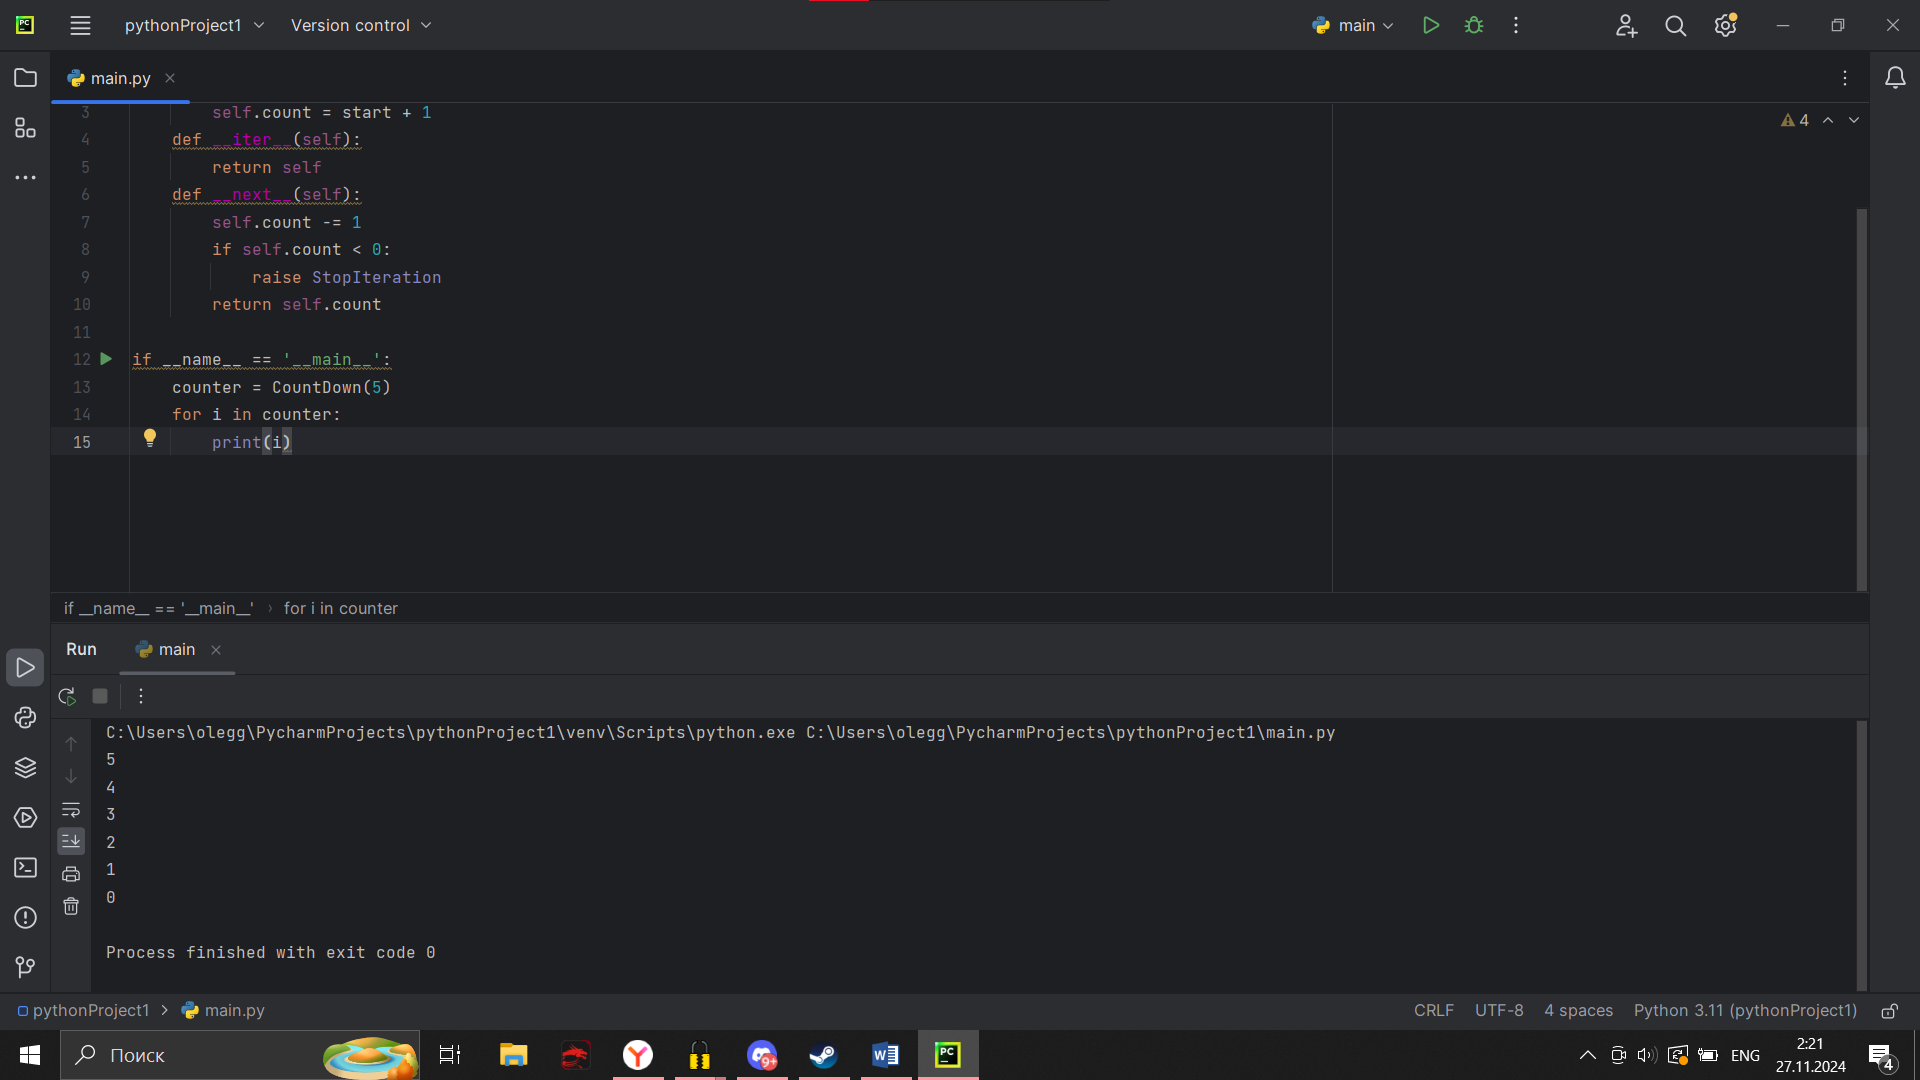 PC pythonProject1 Version control main
main.py
4
3 self.count = start + 1
4 def __iter__(self):
5 return self
6 def __next__(self):
7 self.count -= 1
8 if self.count < 0:
9 raise StopIteration
10 return self.count
11
12 if __name__ == '__main__':
13 counter = CountDown(5)
14 for i in counter:
15 print(i)
if __name__ == '__main__' › for i in counter
Run main
C:\Users\olegg\PycharmProjects\pythonProject1\venv\Scripts\python.exe C:\Users\olegg\PycharmProjects\pythonProject1\main.py
5
4
3
2
1
0
Process finished with exit code 0
pythonProject1 > main.py CRLF UTF-8 4 spaces Python 3.11 (pythonProject1)
Поиск 9+ PC ENG 2:21
27.11.2024 4